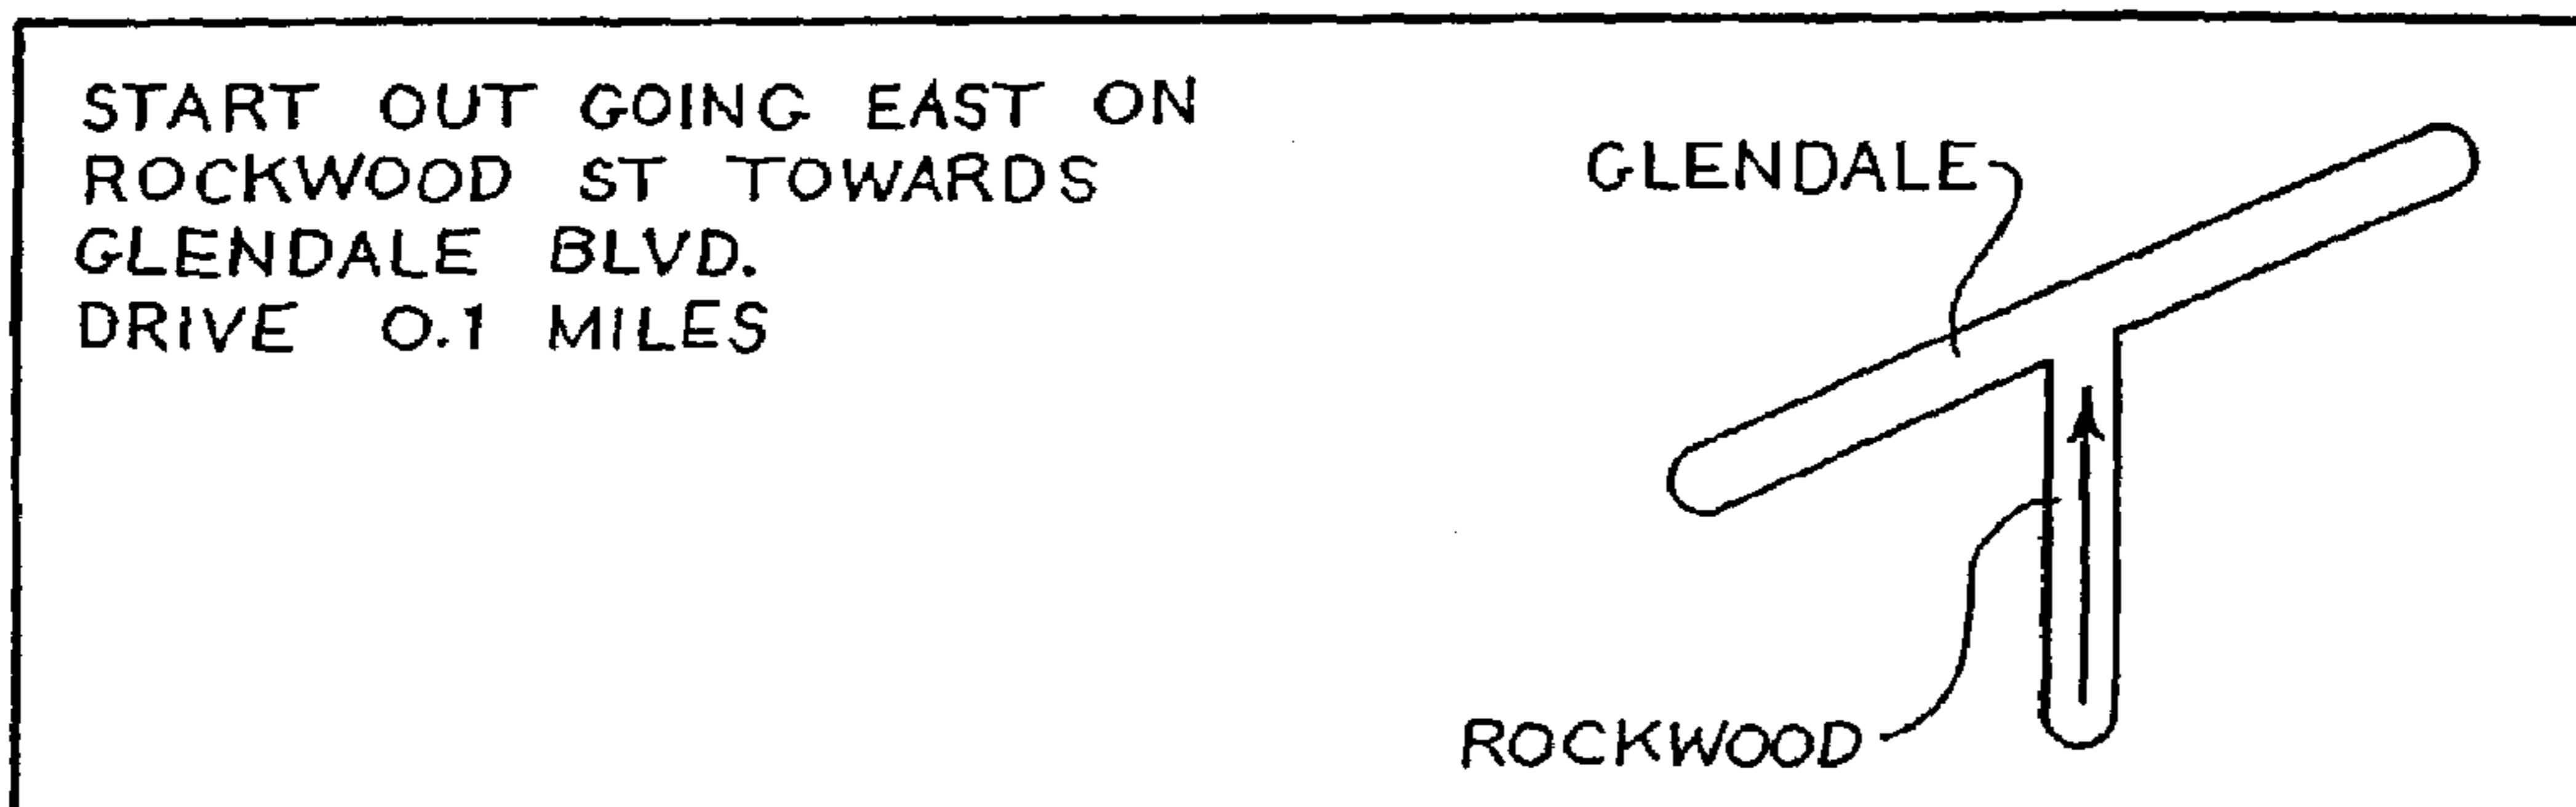 START OUT GOING EAST ON
ROCKWOOD ST TOWARDS
GLENDALE BLVD.
DRIVE 0.1 MILES
GLENDALE
ROCKWOOD